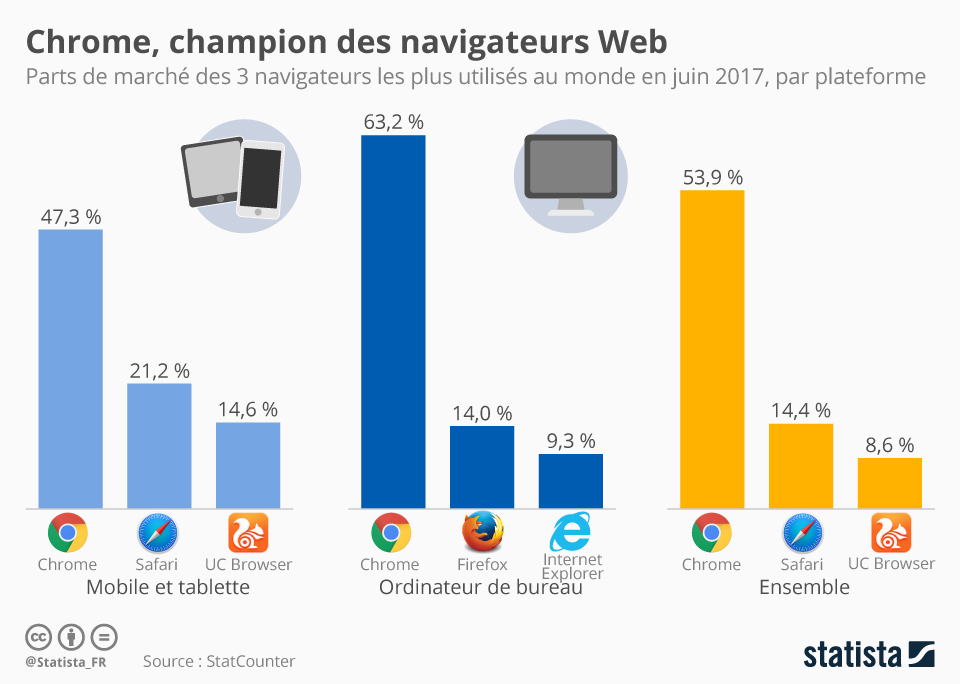 Chrome, champion des navigateurs Web
Parts de marché des 3 navigateurs les plus utilisés au monde en juin 2017, par plateforme
47,3 %
21,2 %
14,6 %
Chrome
Safari
UC Browser
Mobile et tablette
63,2 %
14,0 %
9,3 %
Chrome
Firefox
Internet
Explorer
Ordinateur de bureau
53,9 %
14,4 %
8,6 %
Chrome
Safari
UC Browser
Ensemble
cc
@Statista_FR
Source : StatCounter
statista